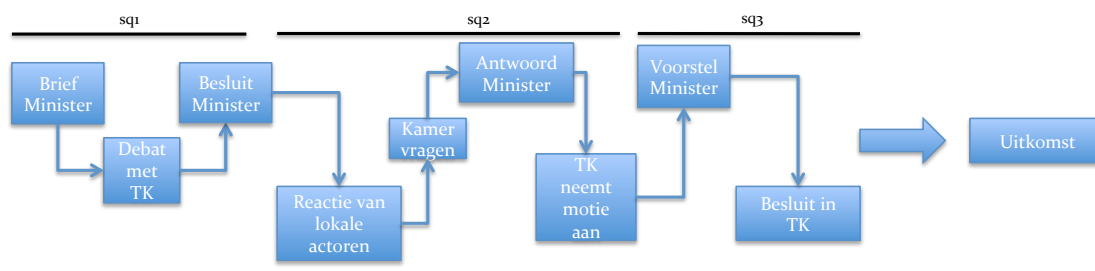 sq1
sq2
sq3
Brief
Minister
Debat
met
TK
Besluit
Minister
Reactie van
lokale
actoren
Kamer
vragen
Antwoord
Minister
TK
neemt
motie
aan
Voorstel
Minister
Besluit in
TK
Uitkomst